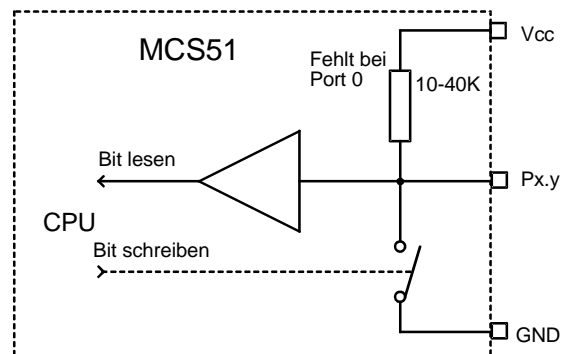 MCS51
Vcc
Fehlt bei
Port 0
10-40K
Bit lesen
Px.y
CPU
Bit schreiben
GND